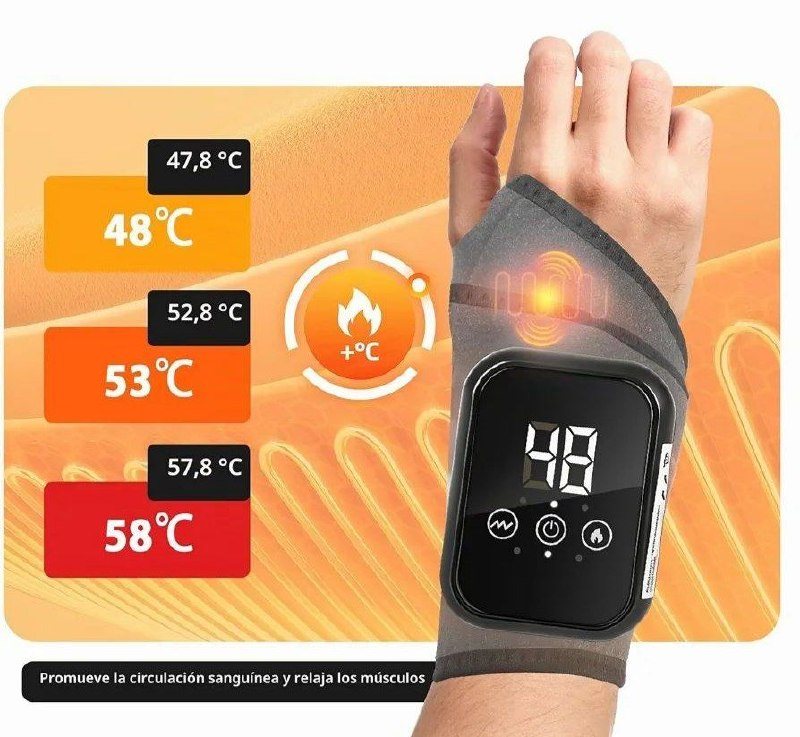 47,8 °C
48°C
52,8 °C
53°C
+°C
57,8 °C
58°C
48
Promueve la circulación sanguínea y relaja los músculos